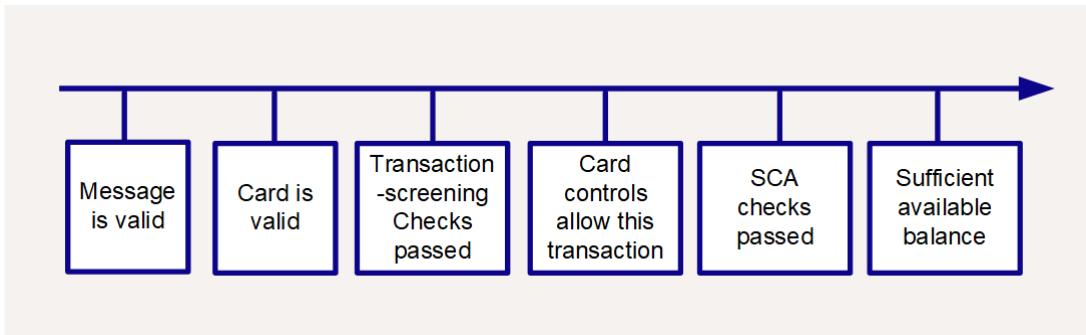 Message
is valid
Card is
valid
Transaction
-screening
Checks
passed
Card
controls
allow this
transaction
SCA
checks
passed
Sufficient
available
balance